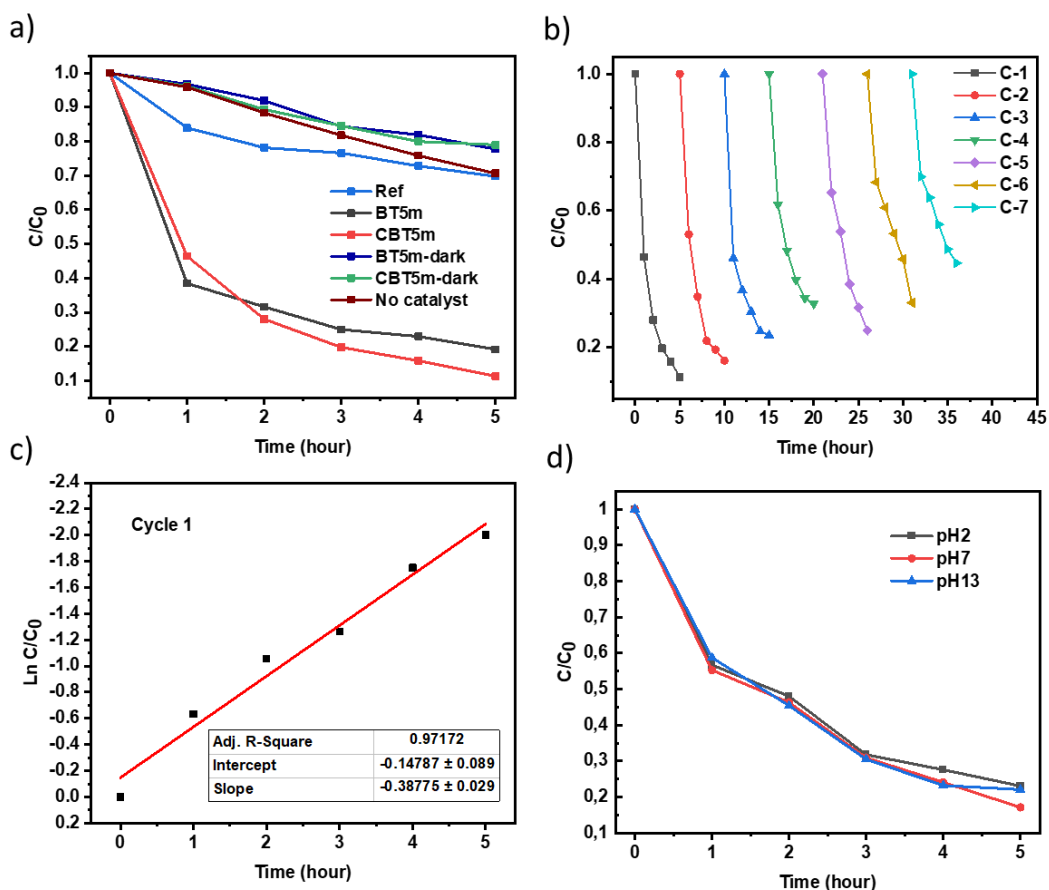 a)
1.0
0.9
0.8
0.7
0.6
0.5
0.4
0.3
0.2
0.1
C/C0
Ref
BT5m
CBT5m
BT5m-dark
CBT5m-dark
No catalyst
0 1 2 3 4 5
Time (hour)
b)
1.0
0.8
0.6
0.4
0.2
C/C0
C-1
C-2
C-3
C-4
C-5
C-6
C-7
0 5 10 15 20 25 30 35 40 45
Time (hour)
c)
-2.4
-2.0
-1.8
-1.4
-1.2
-1.0
-0.8
-0.6
-0.4
-0.2
0.0
0.2
Ln C/C0
Cycle 1
Adj. R-Square 0.97172
Intercept -0.14787 ± 0.089
Slope -0.38775 ± 0.029
0 1 2 3 4 5
Time (hour)
d)
1
0,9
0,8
0,7
0,6
0,5
0,4
0,3
0,2
0,1
C/C0
pH2
pH7
pH13
0 1 2 3 4 5
Time (hour)